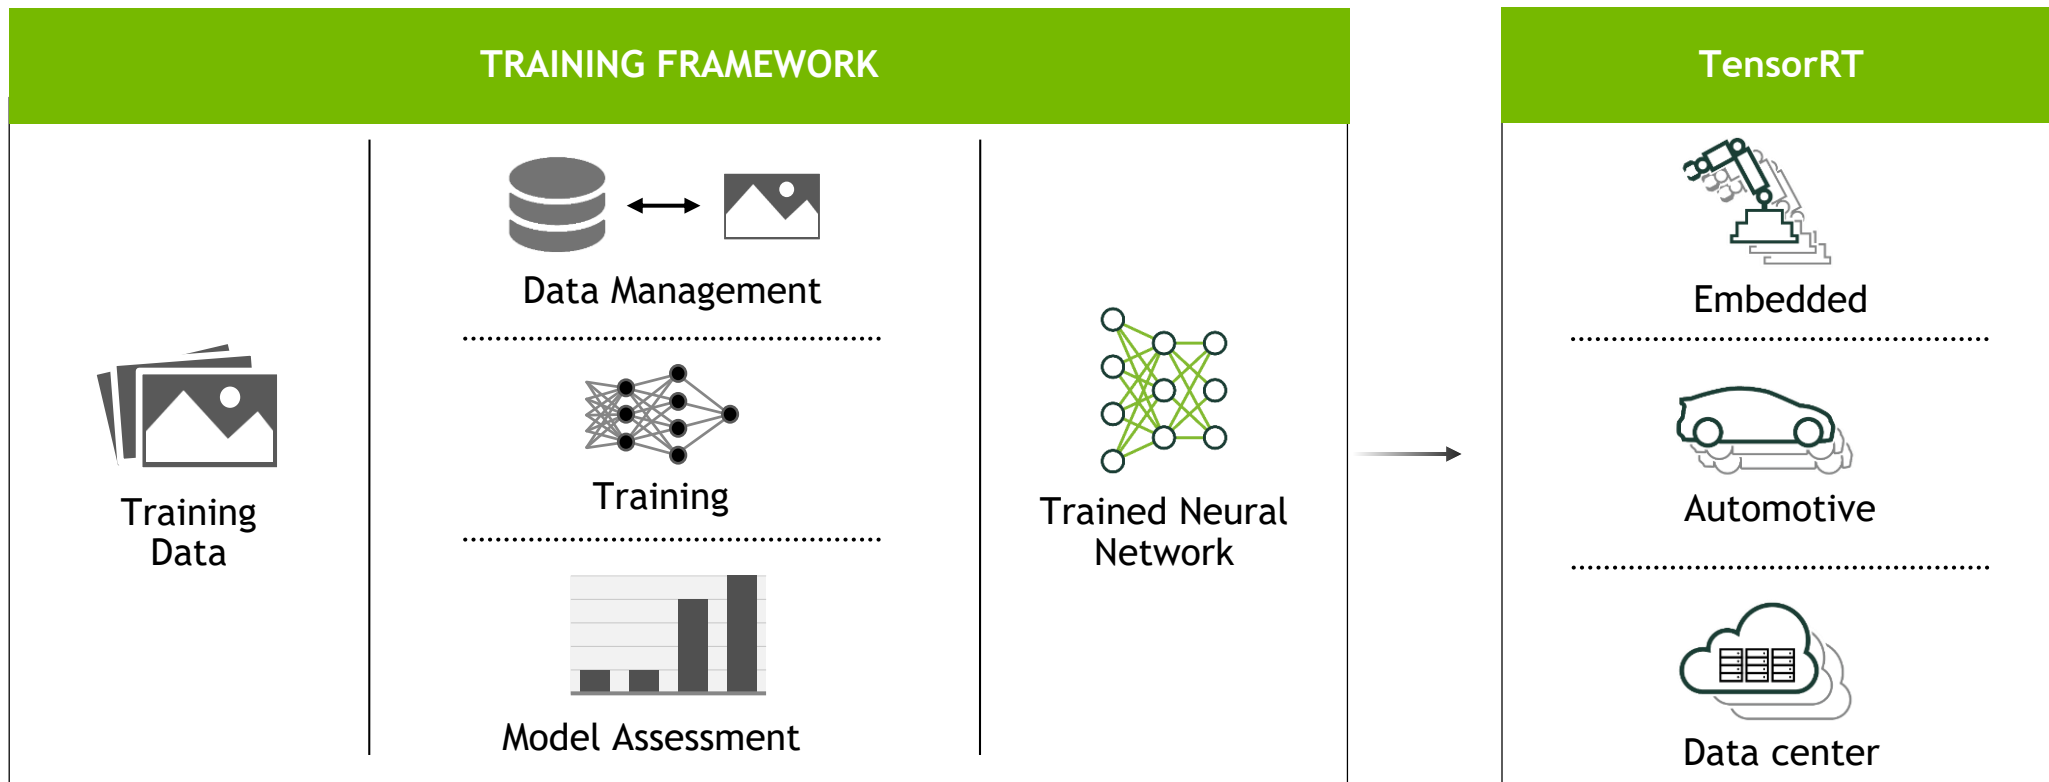 TRAINING FRAMEWORK
Training
Data
Data Management
Training
Model Assessment
Trained Neural
Network
TensorRT
Embedded
Automotive
Data center